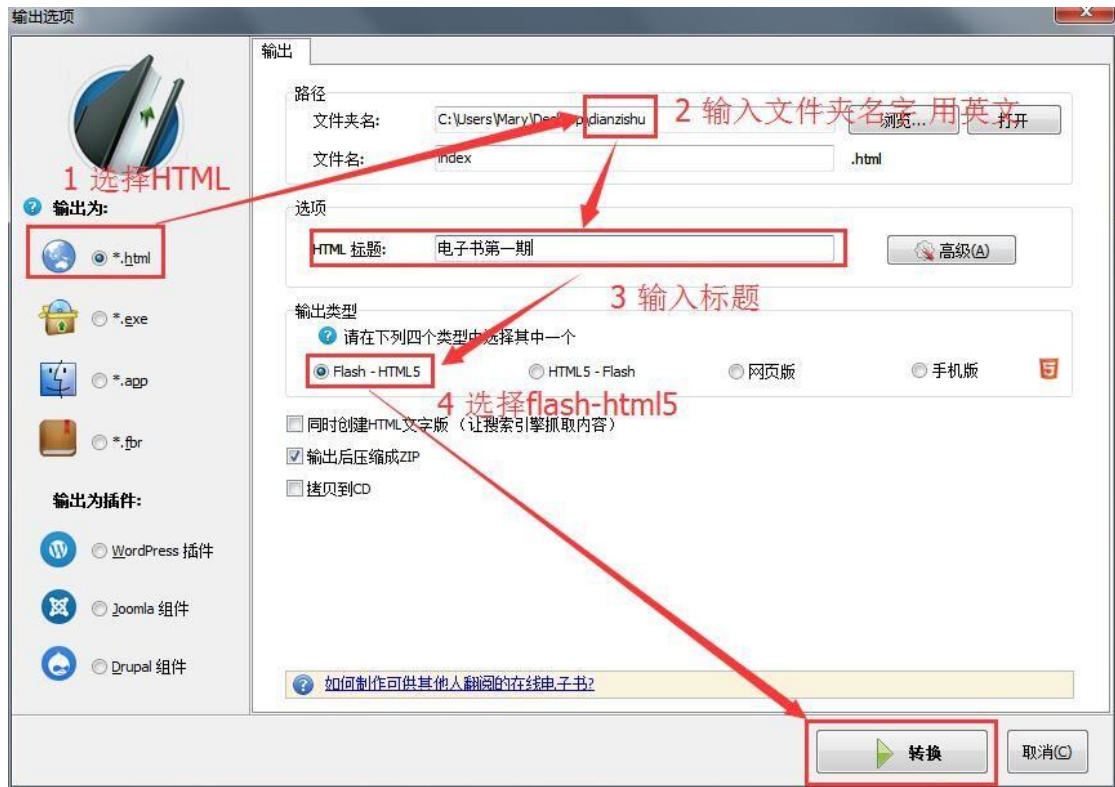 输出选项
输出
路径
文件夹名:
C:\Users\Mary\Desktop\dianzishu
2 输入文件夹名字 用英文
浏览...
打开
文件名:
index
.html
1 选择HTML
输出为:
*.html
*.exe
*.app
*.fbr
输出为插件:
WordPress 插件
Joomla 组件
Drupal 组件
选项
HTML 标题:
电子书第一期
高级(A)
3 输入标题
输出类型
请在下列四个类型中选择其中一个
Flash - HTML5
HTML5 - Flash
网页版
手机版
5
4 选择flash-html5
同时创建HTML文字版（让搜索引擎抓取内容）
输出后压缩成ZIP
拷贝到CD
如何制作可供其他人翻阅的在线电子书?
转换
取消(C)